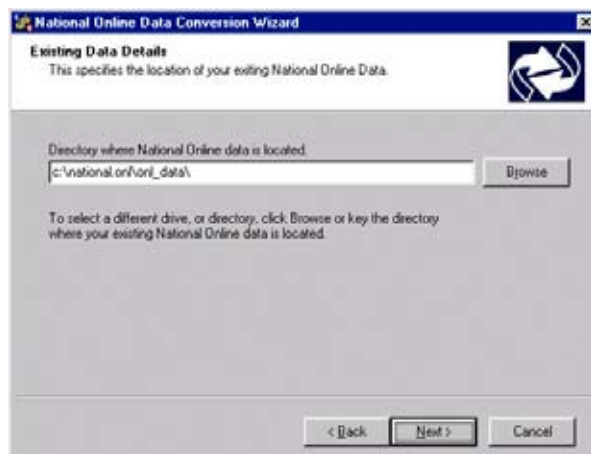 National Online Data Conversion Wizard
Existing Data Details
This specifies the location of your exiting National Online Data.
Directory where National Online data is located.
c:\national.onl\onl_data\
Browse
To select a different drive, or directory, click Browse or key the directory
where your existing National Online data is located.
< Back
Next >
Cancel